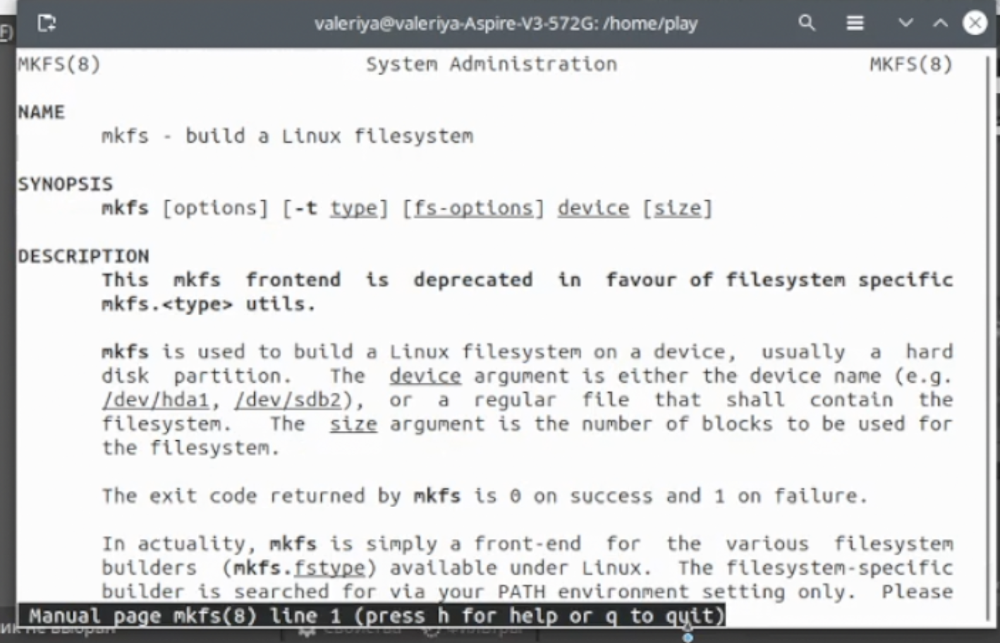 F)
valeriya@valeriya-Aspire-V3-572G: /home/play
MKFS(8) System Administration MKFS(8)
NAME
mkfs - build a Linux filesystem
SYNOPSIS
mkfs [options] [-t type] [fs-options] device [size]
DESCRIPTION
This mkfs frontend is deprecated in favour of filesystem specific
mkfs.<type> utils.
mkfs is used to build a Linux filesystem on a device, usually a hard
disk partition. The device argument is either the device name (e.g.
/dev/hda1, /dev/sdb2), or a regular file that shall contain the
filesystem. The size argument is the number of blocks to be used for
the filesystem.
The exit code returned by mkfs is 0 on success and 1 on failure.
In actuality, mkfs is simply a front-end for the various filesystem
builders (mkfs.fstype) available under Linux. The filesystem-specific
builder is searched for via your PATH environment setting only. Please
Manual page mkfs(8) line 1 (press h for help or q to quit)
не выбран Свойства Фильтры